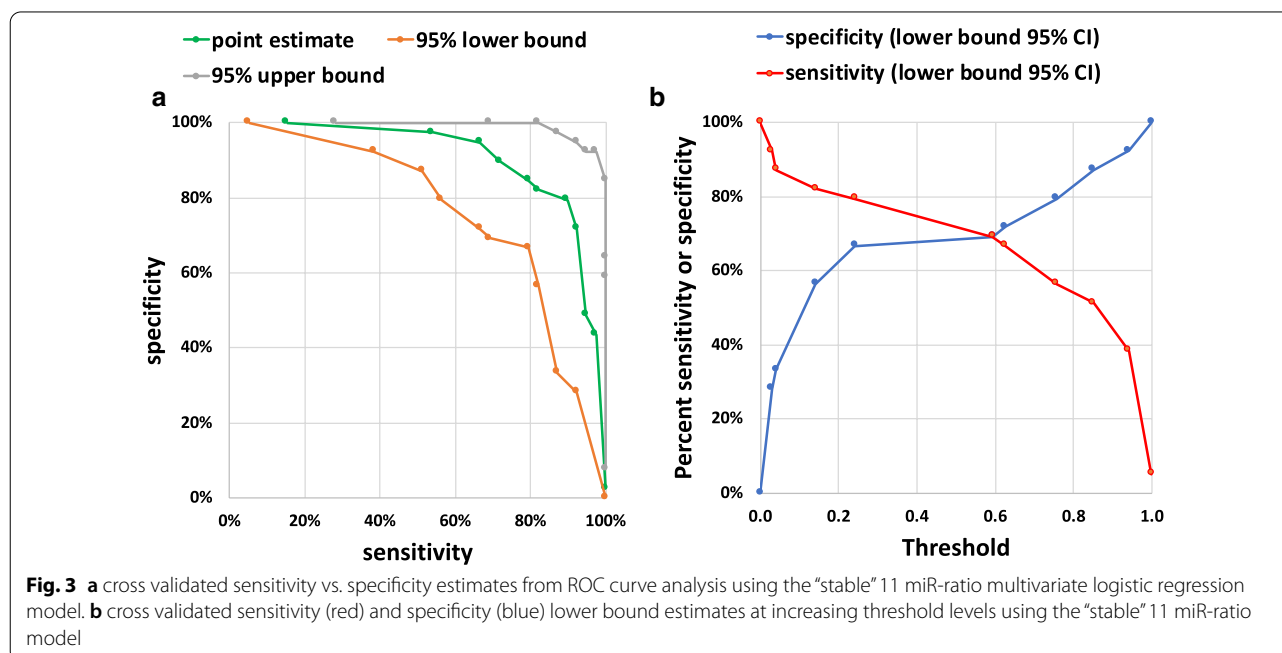 point estimate
95% lower bound
95% upper bound
a
100%
80%
60%
40%
20%
0%
specificity
0%
20%
40%
60%
80%
100%
sensitivity
specificity (lower bound 95% CI)
sensitivity (lower bound 95% CI)
b
100%
80%
60%
40%
20%
0%
Percent sensitivity or specificity
0.0
0.2
0.4
0.6
0.8
1.0
Threshold
Fig. 3 a cross validated sensitivity vs. specificity estimates from ROC curve analysis using the “stable” 11 miR-ratio multivariate logistic regression
model. b cross validated sensitivity (red) and specificity (blue) lower bound estimates at increasing threshold levels using the “stable” 11 miR-ratio
model